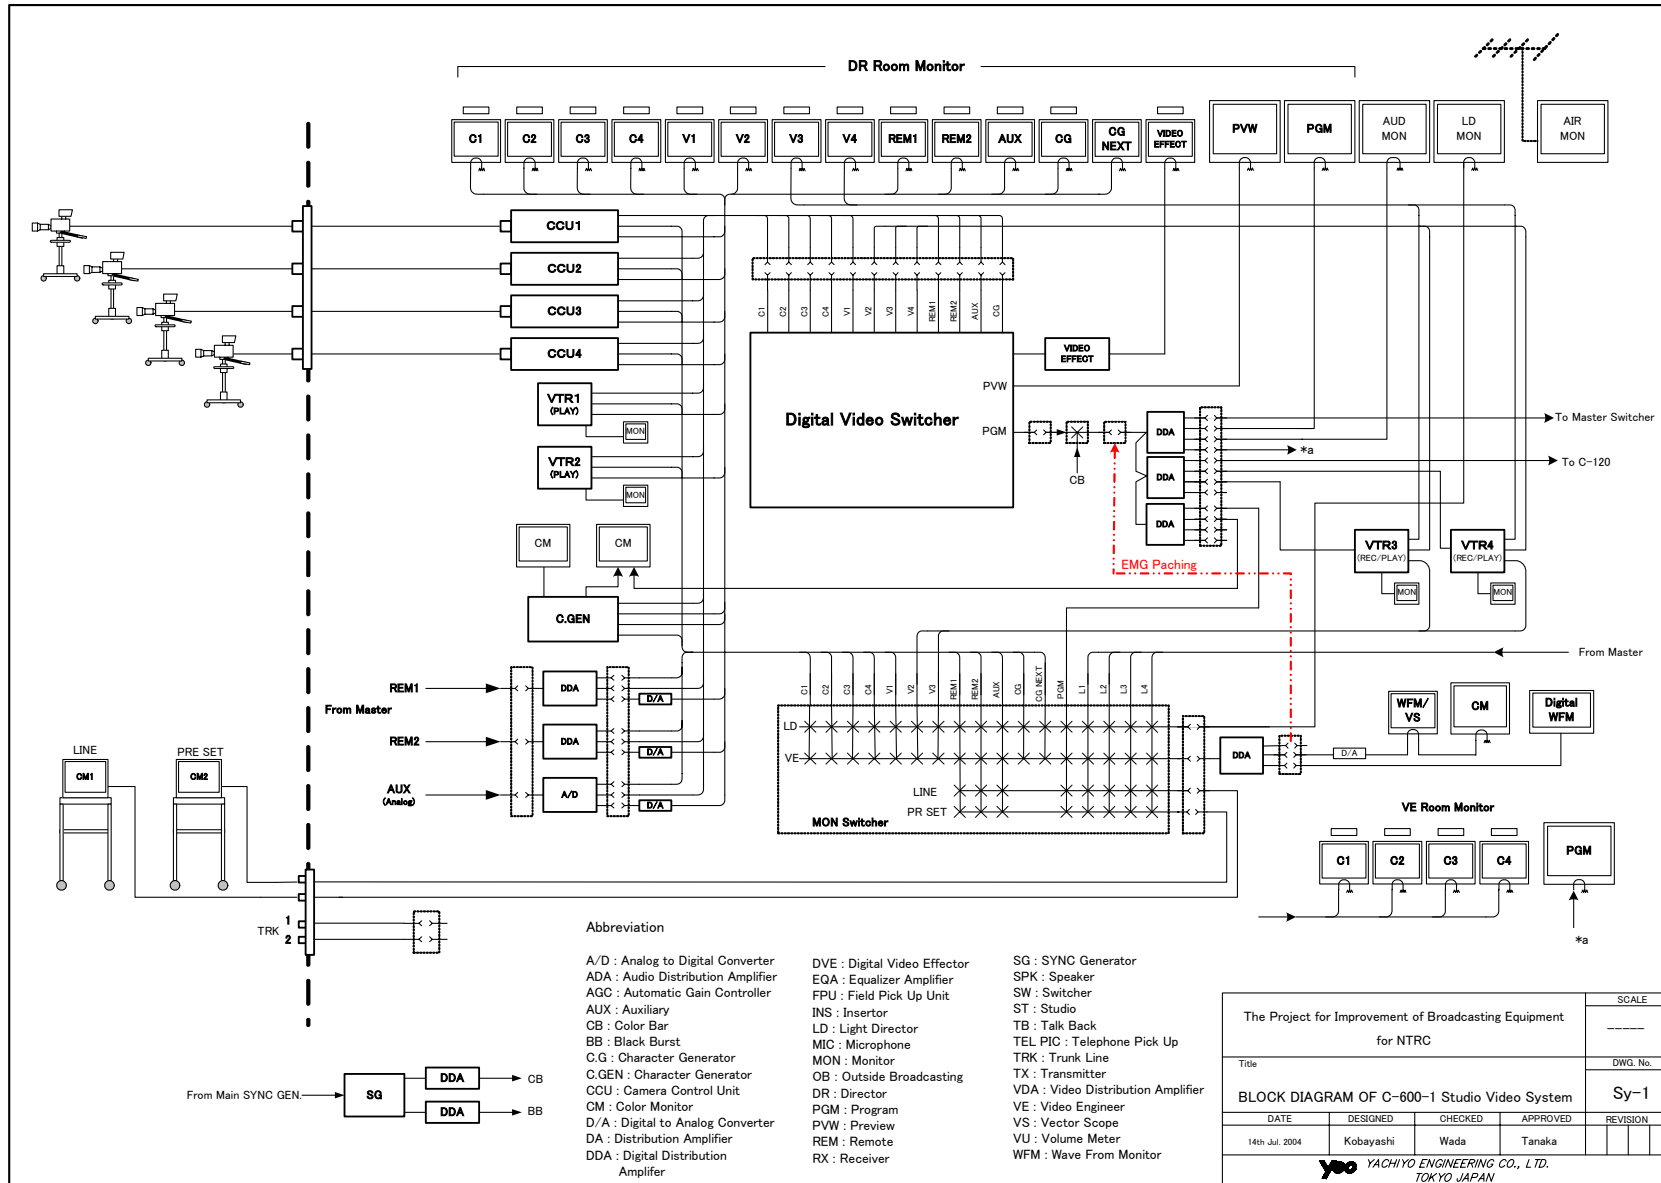 DR Room Monitor
C1
C2
C3
C4
V1
V2
V3
V4
REM1
REM2
AUX
CG
CG
NEXT
VIDEO
EFFECT
PVW
PGM
AUD
MON
LD
MON
AIR
MON
CCU1
CCU2
CCU3
CCU4
VTR1
(PLAY)
MON
VTR2
(PLAY)
MON
C1
C2
C3
C4
V1
V2
V3
V4
REM1
REM2
AUX
CG
Digital Video Switcher
PVW
PGM
VIDEO
EFFECT
CB
DDA
DDA
DDA
To Master Switcher
*a
To C-120
EMG Paching
VTR3
(REC/PLAY)
MON
VTR4
(REC/PLAY)
MON
CM
CM
C.GEN
From Master
REM1
REM2
AUX
(Analog)
From Master
DDA
DDA
A/D
D/A
D/A
D/A
C1
C2
C3
C4
V1
V2
V3
REM1
REM2
AUX
CG
CG NEXT
PGM
L1
L2
L3
L4
LD
VE
LINE
PR SET
MON Switcher
DDA
D/A
WFM/
VS
CM
Digital
WFM
LINE
CM1
PRE SET
CM2
TRK
1
2
VE Room Monitor
C1
C2
C3
C4
PGM
*a
From Main SYNC GEN.
SG
DDA
CB
DDA
BB
Abbreviation
A/D : Analog to Digital Converter
ADA : Audio Distribution Amplifier
AGC : Automatic Gain Controller
AUX : Auxiliary
CB : Color Bar
BB : Black Burst
C.G : Character Generator
C.GEN : Character Generator
CCU : Camera Control Unit
CM : Color Monitor
D/A : Digital to Analog Converter
DA : Distribution Amplifier
DDA : Digital Distribution
Amplifer
DVE : Digital Video Effector
EQA : Equalizer Amplifier
FPU : Field Pick Up Unit
INS : Insertor
LD : Light Director
MIC : Microphone
MON : Monitor
OB : Outside Broadcasting
DR : Director
PGM : Program
PVW : Preview
REM : Remote
RX : Receiver
SG : SYNC Generator
SPK : Speaker
SW : Switcher
ST : Studio
TB : Talk Back
TEL PIC : Telephone Pick Up
TRK : Trunk Line
TX : Transmitter
VDA : Video Distribution Amplifier
VE : Video Engineer
VS : Vector Scope
VU : Volume Meter
WFM : Wave From Monitor
The Project for Improvement of Broadcasting Equipment
for NTRC
SCALE
-----
Title
BLOCK DIAGRAM OF C-600-1 Studio Video System
DWG. No.
Sy-1
DATE
DESIGNED
CHECKED
APPROVED
REVISION
14th Jul. 2004
Kobayashi
Wada
Tanaka
yeo YACHIYO ENGINEERING CO., LTD.
TOKYO JAPAN